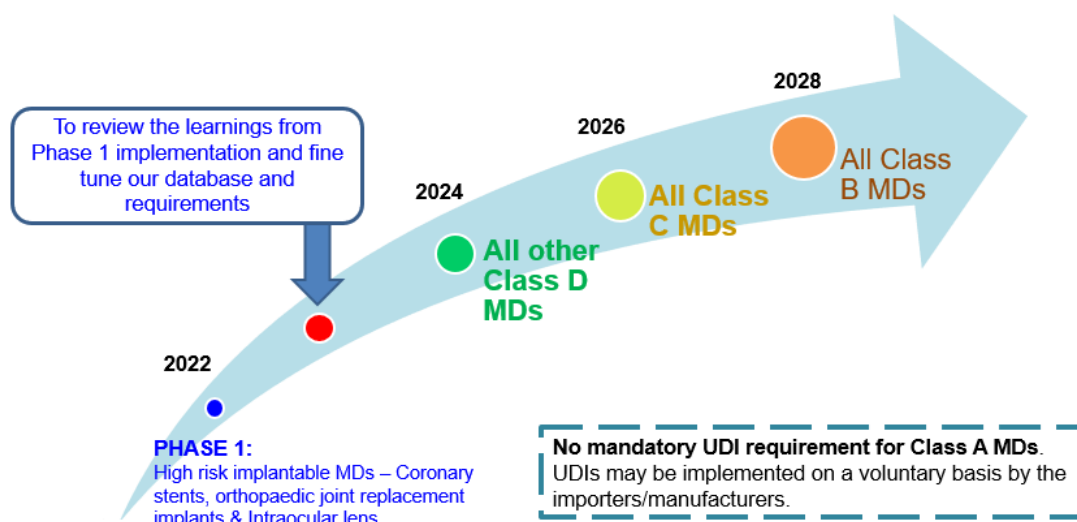 To review the learnings from
Phase 1 implementation and fine
tune our database and
requirements
2022
PHASE 1:
High risk implantable MDs – Coronary
stents, orthopaedic joint replacement
implants & Intraocular lens
2024
All other
Class D
MDs
2026
All Class
C MDs
2028
All Class
B MDs
No mandatory UDI requirement for Class A MDs.
UDIs may be implemented on a voluntary basis by the
importers/manufacturers.